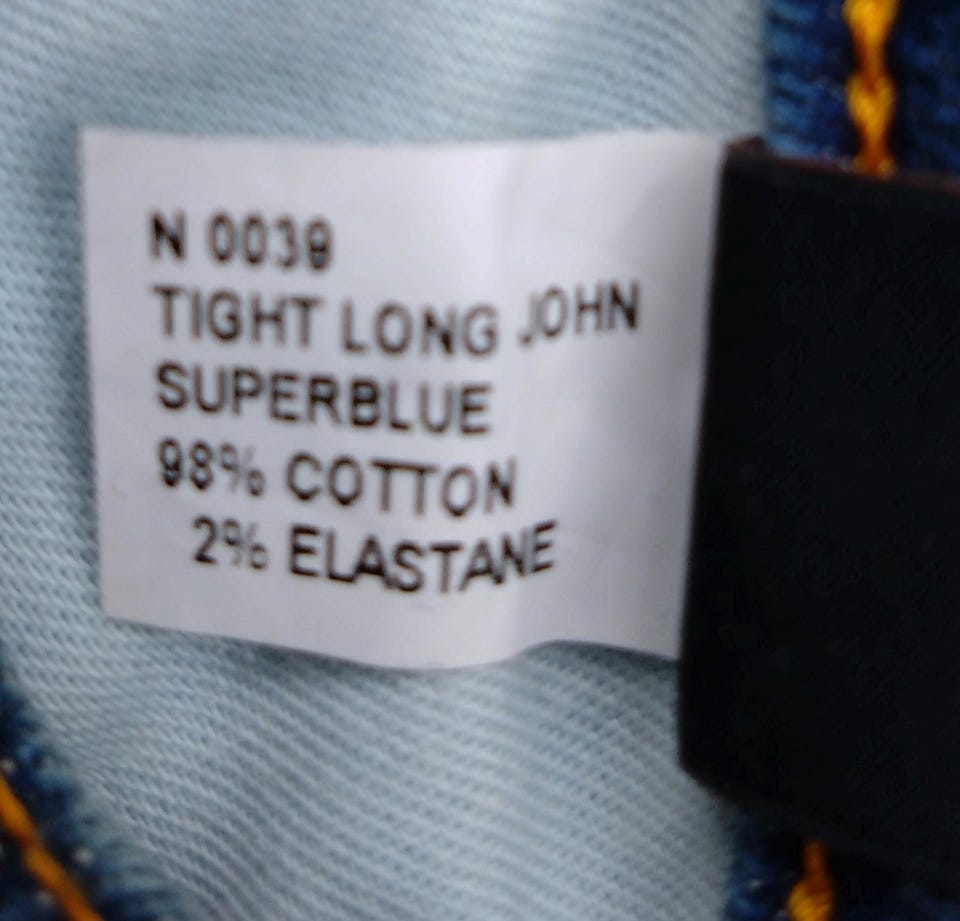 N 0039
TIGHT LONG JOHN
SUPERBLUE
98% COTTON
2% ELASTANE